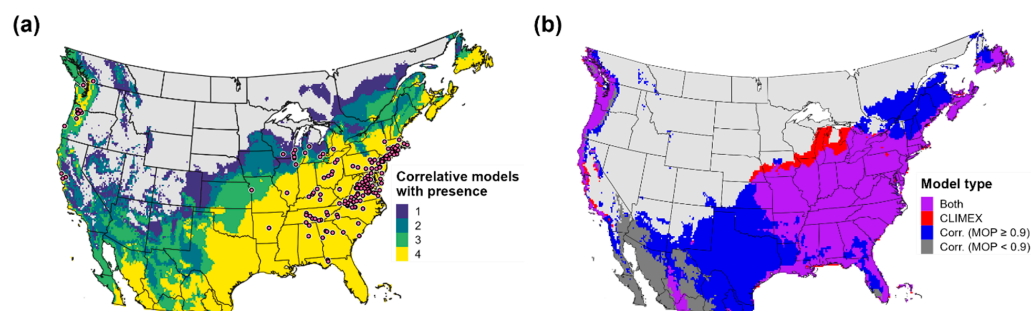 (a)
Correlative models
with presence
1
2
3
4
(b)
Model type
Both
CLIMEX
Corr. (MOP ≥ 0.9)
Corr. (MOP < 0.9)